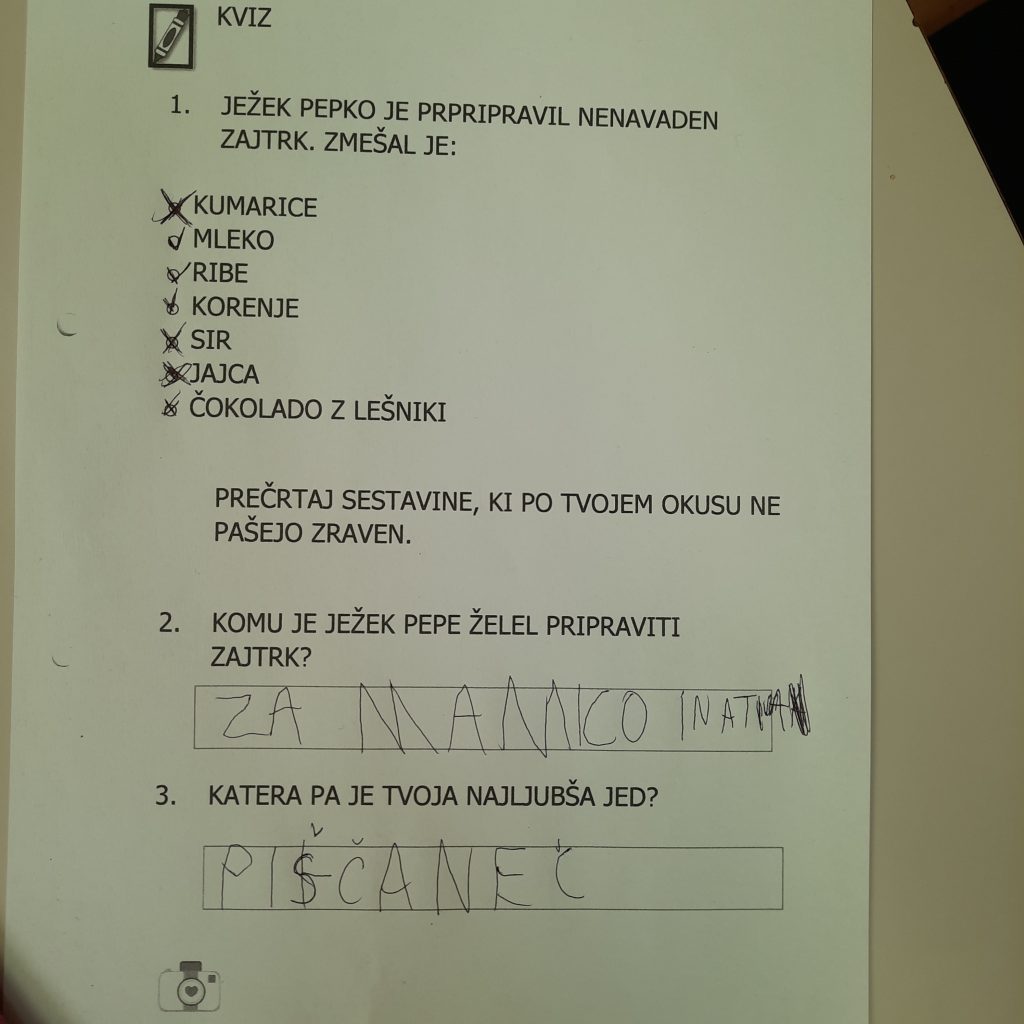 KVIZ
1. JEŽEK PEPKO JE PRPRIPRAVIL NENAVADEN
ZAJTRK. ZMEŠAL JE:
KUMARICE
MLEKO
RIBE
KORENJE
SIR
JAJCA
ČOKOLADO Z LEŠNIKI
PREČRTAJ SESTAVINE, KI PO TVOJEM OKUSU NE
PAŠEJO ZRAVEN.
2. KOMU JE JEŽEK PEPE ŽELEL PRIPRAVITI
ZAJTRK?
ZA MAMICO IN
3. KATERA PA JE TVOJA NAJLJUBŠA JED?
PIŠČANEČ